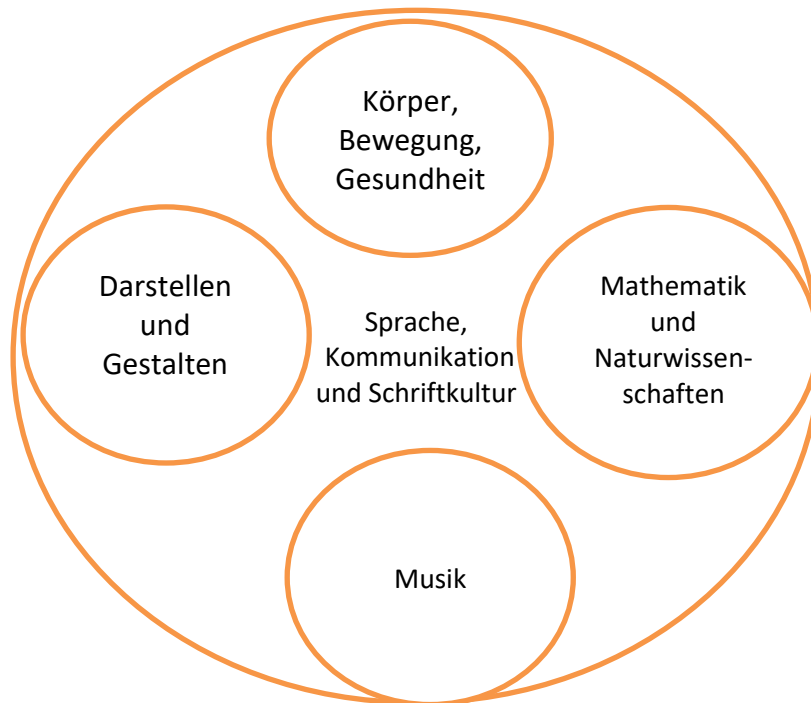 Körper,
Bewegung,
Gesundheit
Darstellen
und
Gestalten
Sprache,
Kommunikation
und Schriftkultur
Mathematik
und
Naturwissen-
schaften
Musik